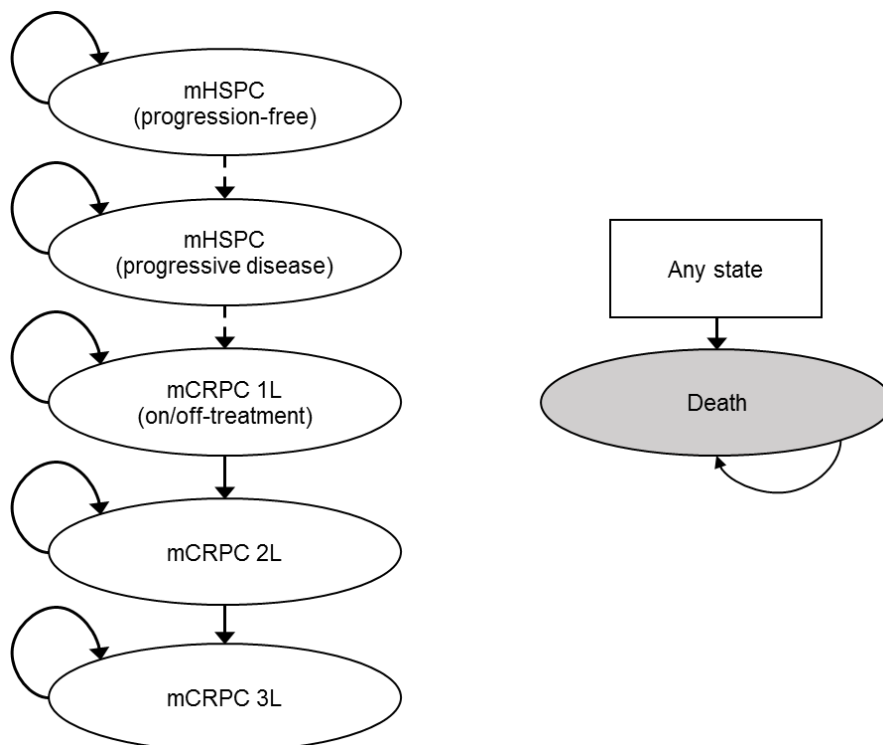 mHSPC
(progression-free)
mHSPC
(progressive disease)
mCRPC 1L
(on/off-treatment)
mCRPC 2L
mCRPC 3L
Any state
Death